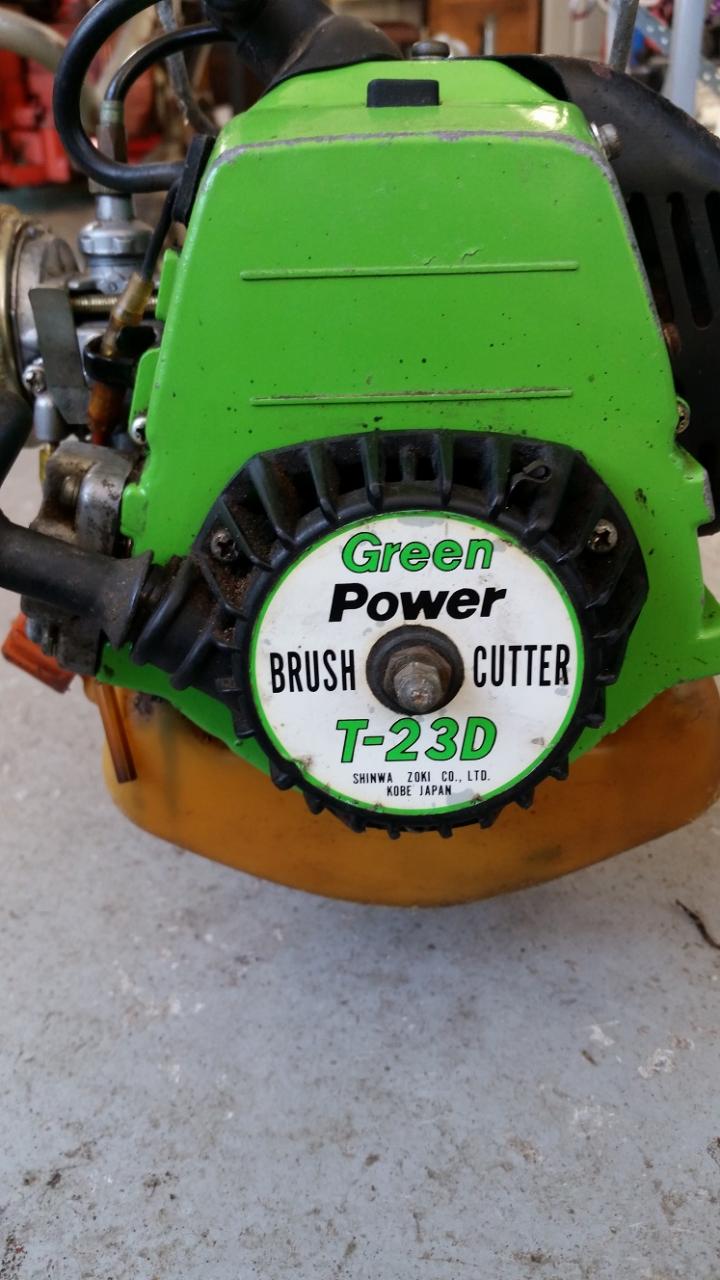 Green
Power
BRUSH CUTTER
T-23D
SHINWA ZOKI CO., LTD.
KOBE JAPAN